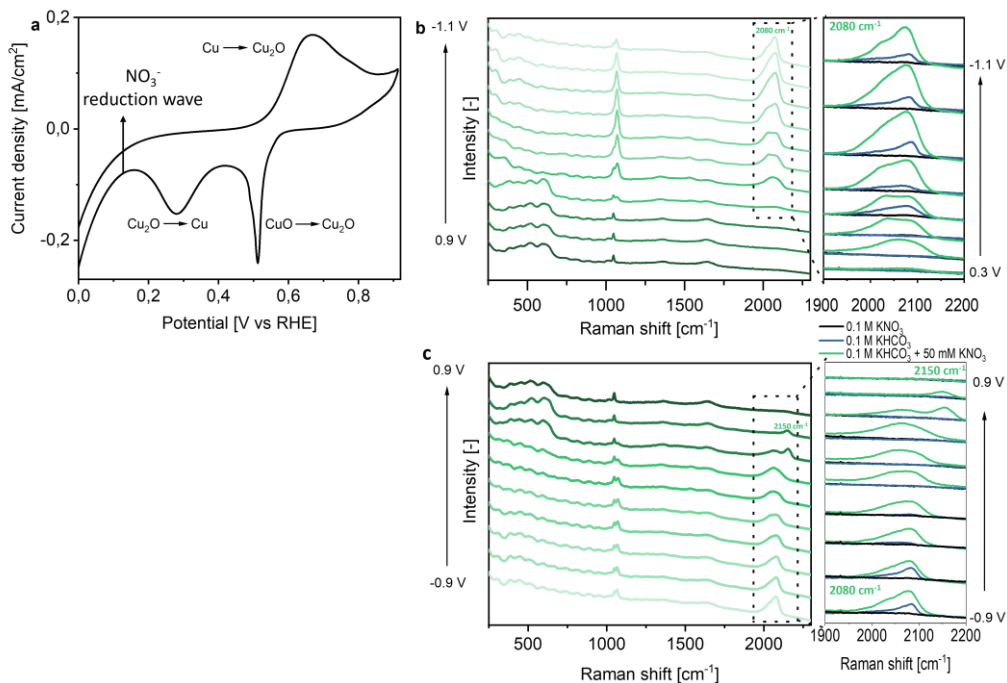 a
0,2
0,0
-0,2
Current density [mA/cm²]
Cu → Cu₂O
NO₃⁻
reduction wave
Cu₂O → Cu
CuO → Cu₂O
0,0 0,2 0,4 0,6 0,8
Potential [V vs RHE]
b
-1.1 V
0.9 V
Intensity [-]
2080 cm⁻¹
500 1000 1500 2000
Raman shift [cm⁻¹]
2080 cm⁻¹
-1.1 V
0.3 V
1900 2000 2100 2200
Raman shift [cm⁻¹]
0.1 M KNO₃
0.1 M KHCO₃
0.1 M KHCO₃ + 50 mM KNO₃
c
0.9 V
-0.9 V
Intensity [-]
2150 cm⁻¹
500 1000 1500 2000
Raman shift [cm⁻¹]
2150 cm⁻¹
0.9 V
2080 cm⁻¹
-0.9 V
1900 2000 2100 2200
Raman shift [cm⁻¹]